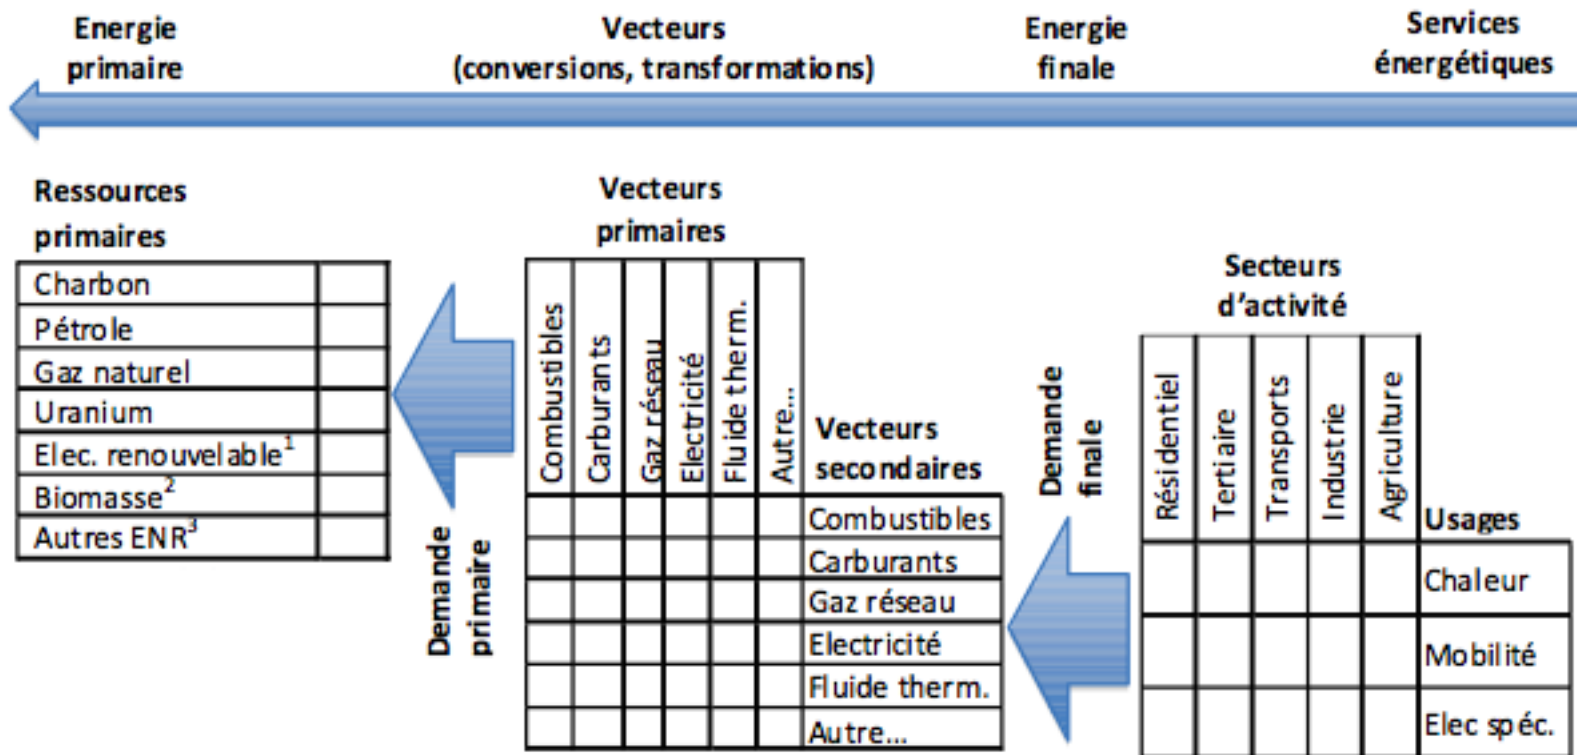 Energie
primaire
Vecteurs
(conversions, transformations)
Energie
finale
Services
énergétiques
Ressources
primaires
Charbon
Pétrole
Gaz naturel
Uranium
Elec. renouvelable¹
Biomasse²
Autres ENR³
Demande
primaire
Vecteurs
primaires
Combustibles
Carburants
Gaz réseau
Electricité
Fluide therm.
Autre...
Vecteurs
secondaires
Combustibles
Carburants
Gaz réseau
Electricité
Fluide therm.
Autre...
Demande
finale
Secteurs
d'activité
Résidentiel
Tertiaire
Transports
Industrie
Agriculture
Usages
Chaleur
Mobilité
Elec spéc.